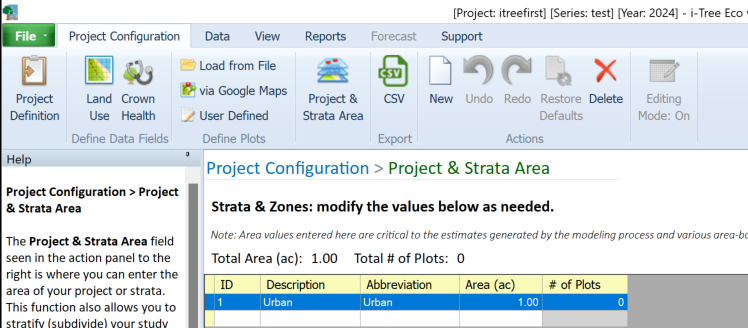 [Project: itreefirst] [Series: test] [Year: 2024] - i-Tree Eco
File Project Configuration Data View Reports Forecast Support
Project Definition
Land Use
Crown Health
Define Data Fields
Load from File
via Google Maps
User Defined
Define Plots
Project & Strata Area
CSV
CSV
Export
New
Undo
Redo
Restore Defaults
Delete
Actions
Editing Mode: On
Help
Project Configuration > Project
& Strata Area
The Project & Strata Area field
seen in the action panel to the
right is where you can enter the
area of your project or strata.
This function also allows you to
stratify (subdivide) your study
Project Configuration > Project & Strata Area
Strata & Zones: modify the values below as needed.
Note: Area values entered here are critical to the estimates generated by the modeling process and various area-
Total Area (ac): 1.00 Total # of Plots: 0
ID Description Abbreviation Area (ac) # of Plots
1 Urban Urban 1.00 0